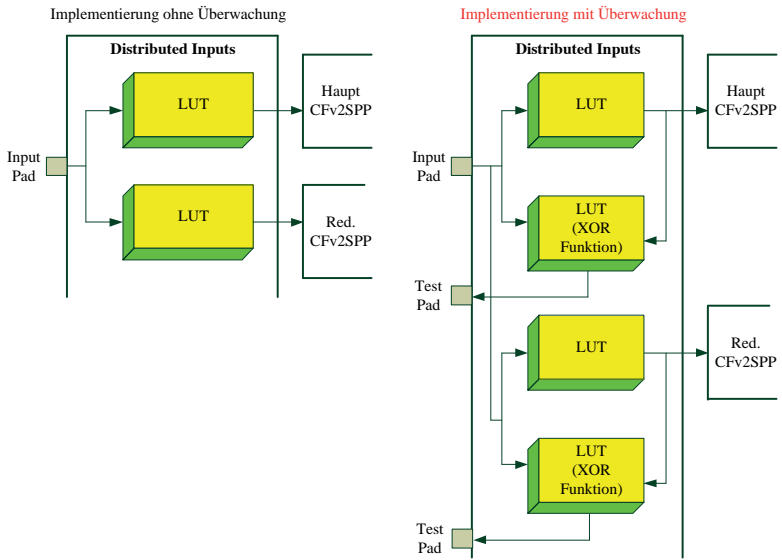 Implementierung ohne Überwachung
Distributed Inputs
LUT
Haupt
CFv2SPP
Input
Pad
LUT
Red.
CFv2SPP
Implementierung mit Überwachung
Distributed Inputs
LUT
Haupt
CFv2SPP
Input
Pad
LUT
(XOR
Funktion)
Test
Pad
LUT
Red.
CFv2SPP
LUT
(XOR
Funktion)
Test
Pad